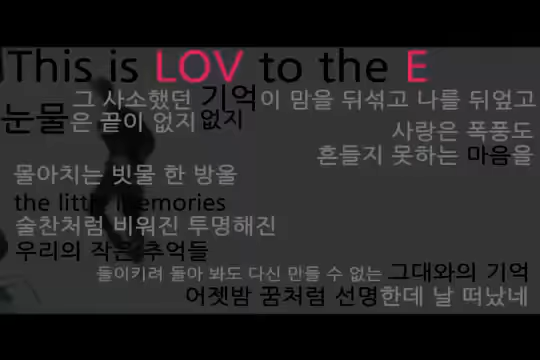 This is LOV to the E
그 사소했던 기억이 맘을 뒤섞고 나를 뒤엎고
눈물은 끝이 없지 없지
사랑은 폭풍도
흔들지 못하는 마음을
몰아치는 빗물 한 방울
the little memories
술찬처럼 비워진 투명해진
우리의 작은 추억들
돌이키려 돌아 봐도 다신 만들 수 없는 그대와의 기억
어젯밤 꿈처럼 선명한데 날 떠났네